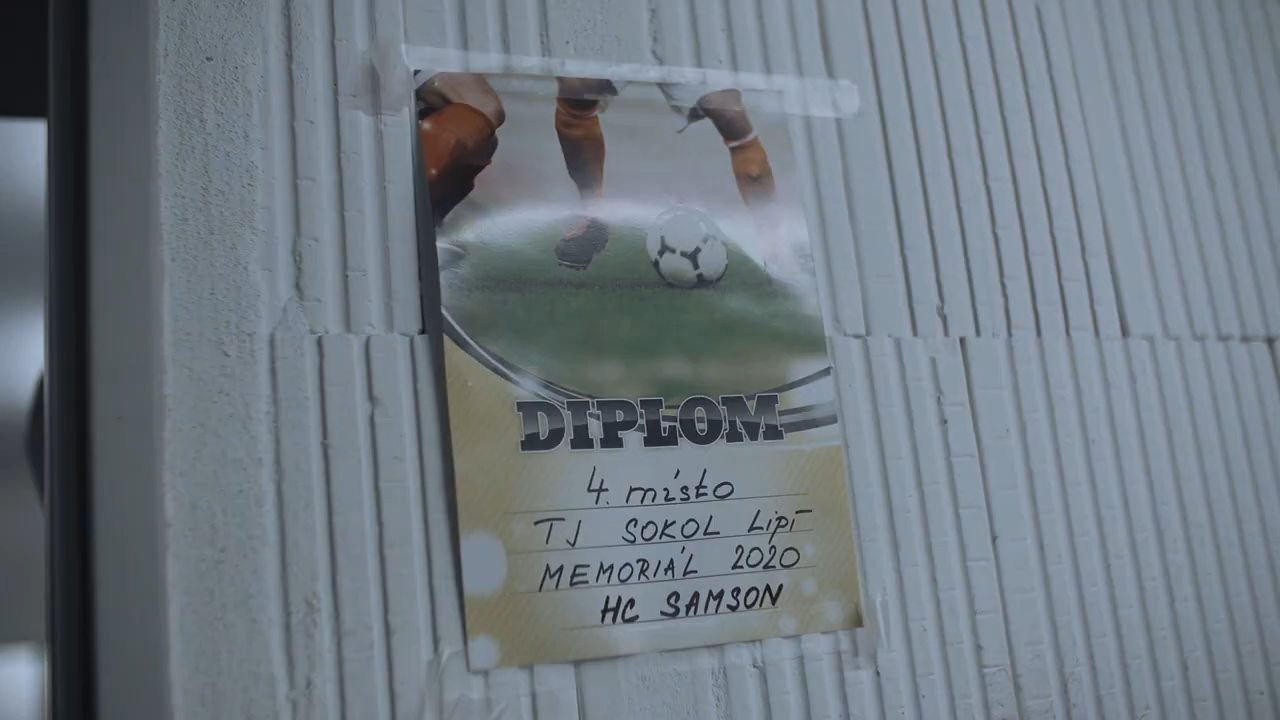 DIPLOM
4. místo
TJ SOKOL Lipí
MEMORIÁL 2020
HC SAMSON